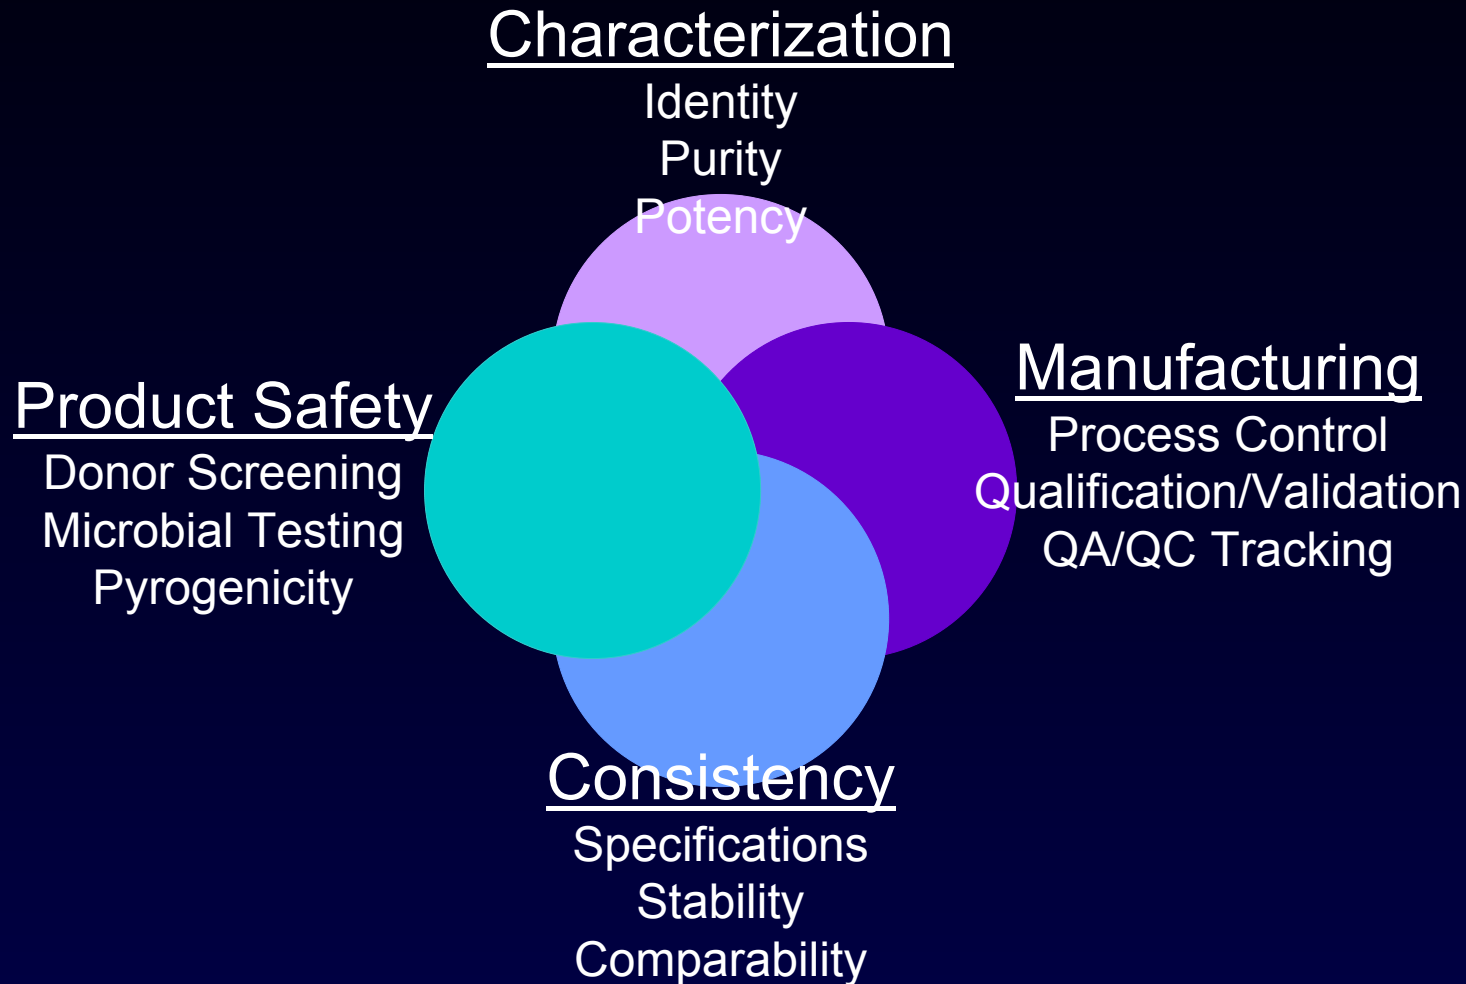 Characterization
Identity
Purity
Potency
Product Safety
Donor Screening
Microbial Testing
Pyrogenicity
Manufacturing
Process Control
Qualification/Validation
QA/QC Tracking
Consistency
Specifications
Stability
Comparability